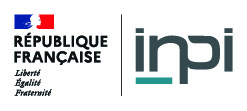 RÉPUBLIQUE
FRANÇAISE
Liberté
Égalité
Fraternité
inpi